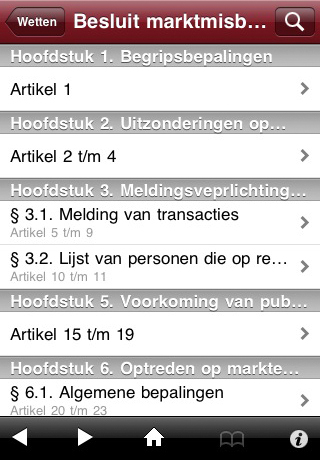 Wetten
Besluit marktmisb...
Hoofdstuk 1. Begripsbepalingen
Artikel 1
Hoofdstuk 2. Uitzonderingen op...
Artikel 2 t/m 4
Hoofdstuk 3. Meldingsveprlichting...
§ 3.1. Melding van transacties
Artikel 5 t/m 9
§ 3.2. Lijst van personen die op re...
Artikel 10 t/m 11
Hoofdstuk 5. Voorkoming van pub...
Artikel 15 t/m 19
Hoofdstuk 6. Optreden op markte...
§ 6.1. Algemene bepalingen
Artikel 20 t/m 23